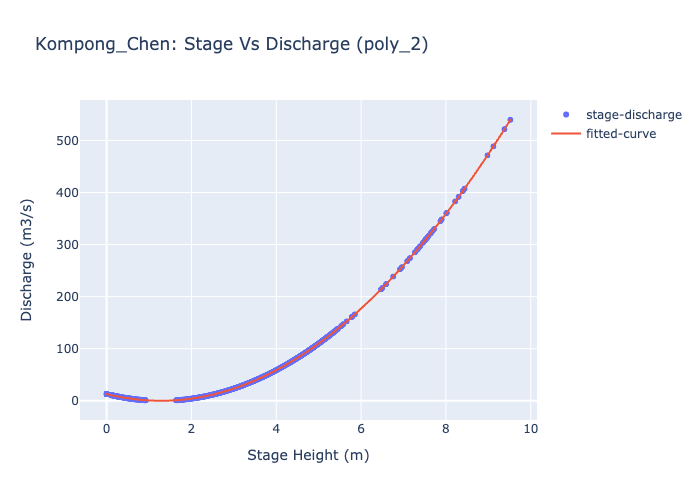 Kompong_Chen: Stage Vs Discharge (poly_2)
stage-discharge
fitted-curve
500
400
300
200
100
0
Discharge (m3/s)
0 2 4 6 8 10
Stage Height (m)